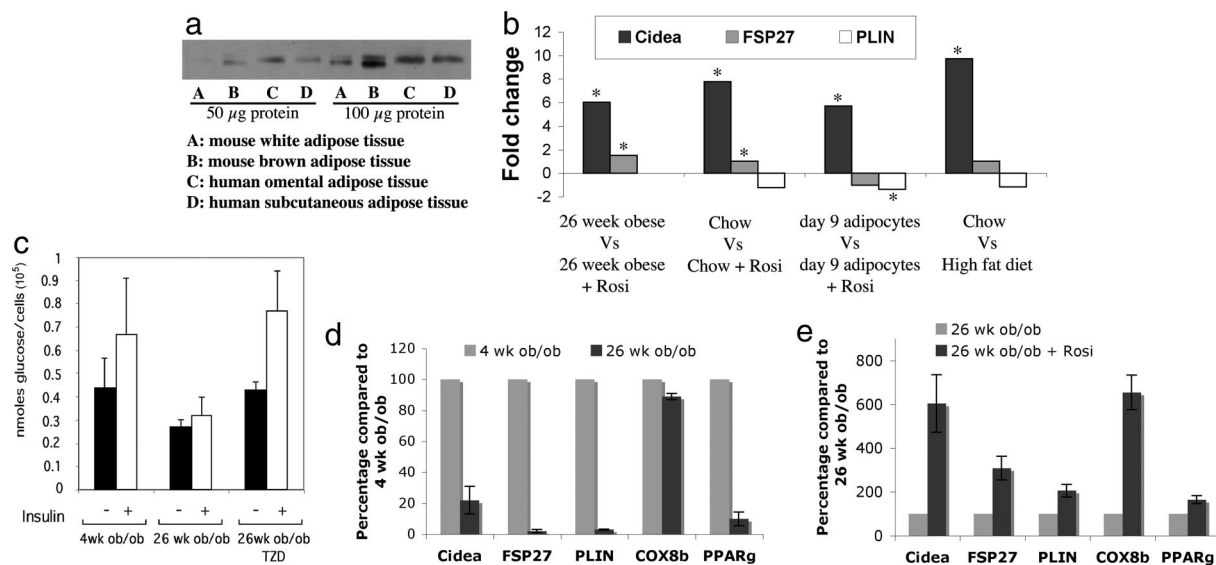 a
A B C D A B C D
50 µg protein 100 µg protein
A: mouse white adipose tissue
B: mouse brown adipose tissue
C: human omental adipose tissue
D: human subcutaneous adipose tissue
b
Fold change
12
10
8
6
4
2
0
-2
Cidea FSP27 PLIN
* * * * * * *
26 week obese
Vs
26 week obese
+ Rosi
Chow
Vs
Chow + Rosi
day 9 adipocytes
Vs
day 9 adipocytes
+ Rosi
Chow
Vs
High fat diet
c
nmoles glucose/cells (10⁵)
1
0.9
0.8
0.7
0.6
0.5
0.4
0.3
0.2
0.1
0
Insulin - + - + - +
4wk ob/ob 26 wk ob/ob 26wk ob/ob
TZD
d
Percentage compared to
4 wk ob/ob
4 wk ob/ob 26 wk ob/ob
120
100
80
60
40
20
0
Cidea FSP27 PLIN COX8b PPARg
e
Percentage compared to
26 wk ob/ob
26 wk ob/ob
26 wk ob/ob + Rosi
800
600
400
200
0
Cidea FSP27 PLIN COX8b PPARg